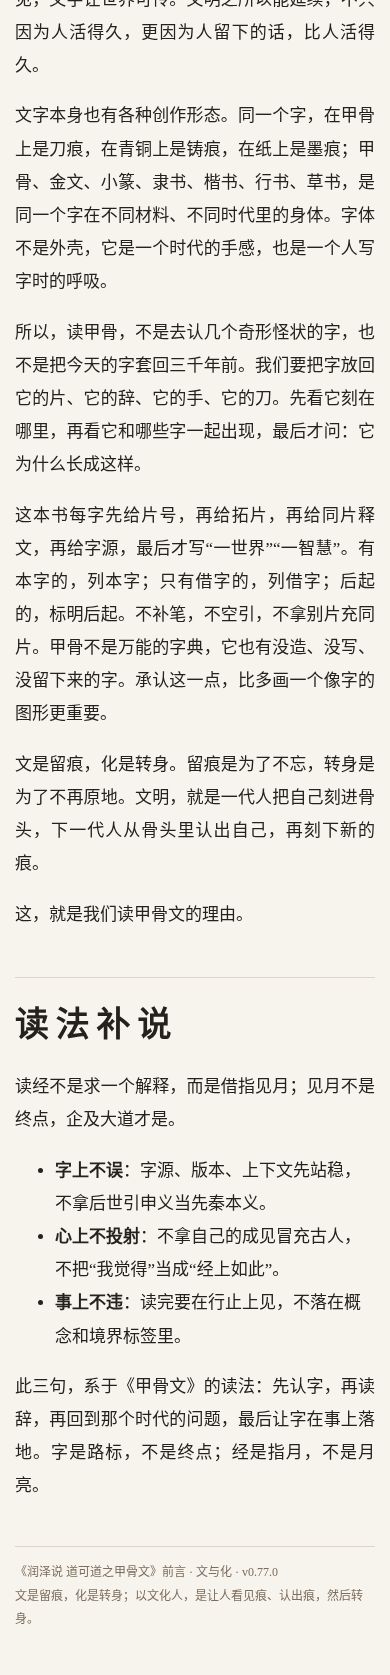 因为人活得久，更因为人留下的话，比人活得
久。
文字本身也有各种创作形态。同一个字，在甲骨
上是刀痕，在青铜上是铸痕，在纸上是墨痕；甲
骨、金文、小篆、隶书、楷书、行书、草书，是
同一个字在不同材料、不同时代里的身体。字体
不是外壳，它是一个时代的手感，也是一个人写
字时的呼吸。
所以，读甲骨，不是去认几个奇形怪状的字，也
不是把今天的字套回三千年前。我们要把字放回
它的片、它的辞、它的手、它的刀。先看它刻在
哪里，再看它和哪些字一起出现，最后才问：它
为什么长成这样。
这本书每字先给片号，再给拓片，再给同片释
文，再给字源，最后才写“一世界”“一智慧”。有
本字的，列本字；只有借字的，列借字；后起
的，标明后起。不补笔，不空引，不拿别片充同
片。甲骨不是万能的字典，它也有没造、没写、
没留下来的字。承认这一点，比多画一个像字的
图形更重要。
文是留痕，化是转身。留痕是为了不忘，转身是
为了不再原地。文明，就是一代人把自己刻进骨
头，下一代人从骨头里认出自己，再刻下新的
痕。
这，就是我们读甲骨文的理由。
读法补说
读经不是求一个解释，而是借指见月；见月不是
终点，企及大道才是。
• 字上不误：字源、版本、上下文先站稳，
不拿后世引申义当先秦本义。
• 心上不投射：不拿自己的成见冒充古人，
不把“我觉得”当成“经上如此”。
• 事上不违：读完要在行止上见，不落在概
念和境界标签里。
此三句，系于《甲骨文》的读法：先认字，再读
辞，再回到那个时代的问题，最后让字在事上落
地。字是路标，不是终点；经是指月，不是月
亮。
《润泽说 道可道之甲骨文》前言 · 文与化 · v0.77.0
文是留痕，化是转身；以文化人，是让人看见痕、认出痕，然后转
身。